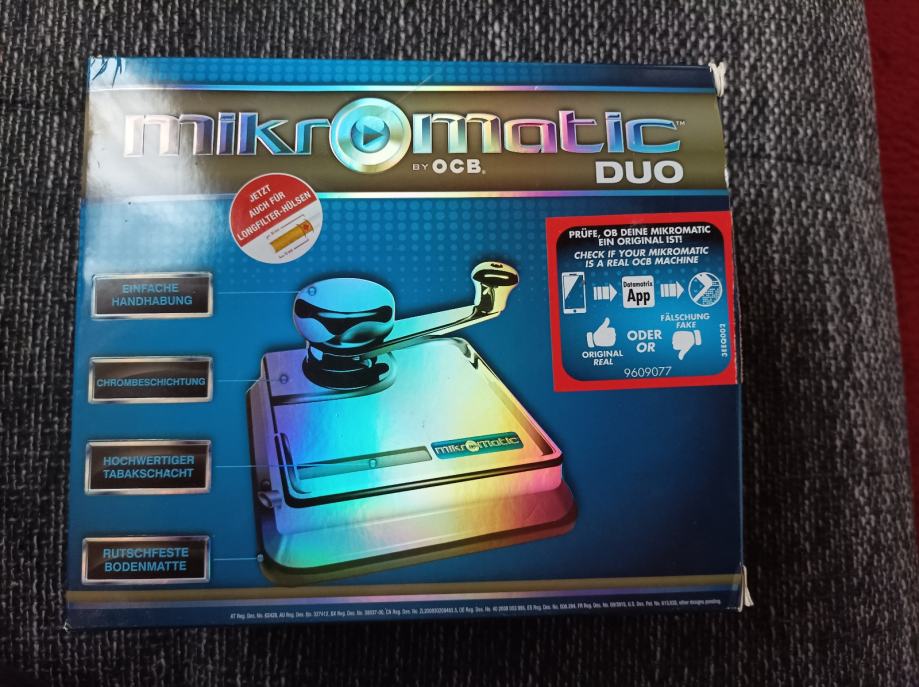 mikrOmatic™
BY OCB®
DUO
JETZT
AUCH FÜR
LONGFILTER-HÜLSEN
PRÜFE, OB DEINE MIKROMATIC
EIN ORIGINAL IST!
CHECK IF YOUR MIKROMATIC
IS A REAL OCB MACHINE
Datamatrix
App
FÄLSCHUNG
FAKE
ODER
OR
ORIGINAL
REAL
9609077
3EEQ002
EINFACHE
HANDHABUNG
CHROMBESCHICHTUNG
HOCHWERTIGER
TABAKSCHACHT
mikrOmatic
RUTSCHFESTE
BODENMATTE